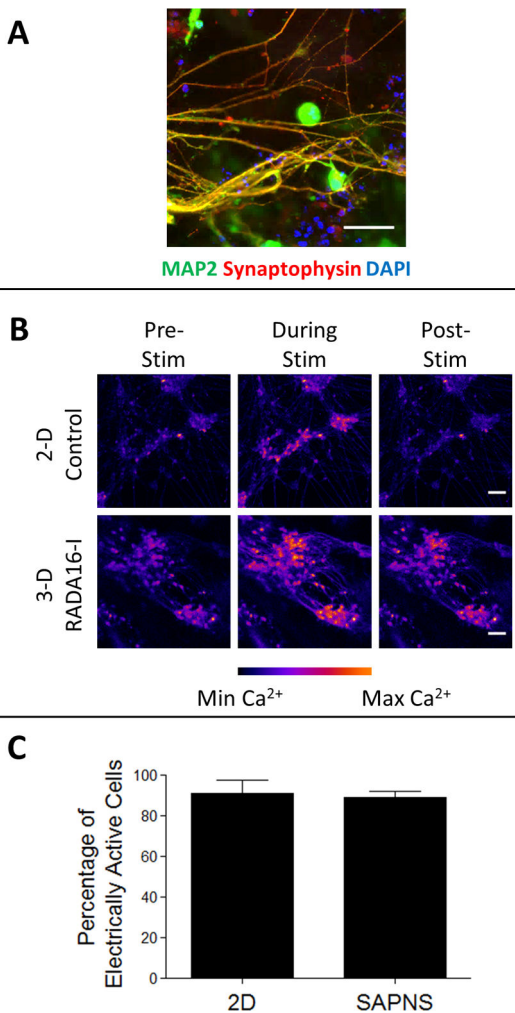 A
MAP2 Synaptophysin DAPI
B
Pre-
Stim
During
Stim
Post-
Stim
2-D
Control
3-D
RADA16-I
Min Ca²⁺ Max Ca²⁺
C
Percentage of
Electrically Active Cells
100
80
60
40
20
0
2D SAPNS